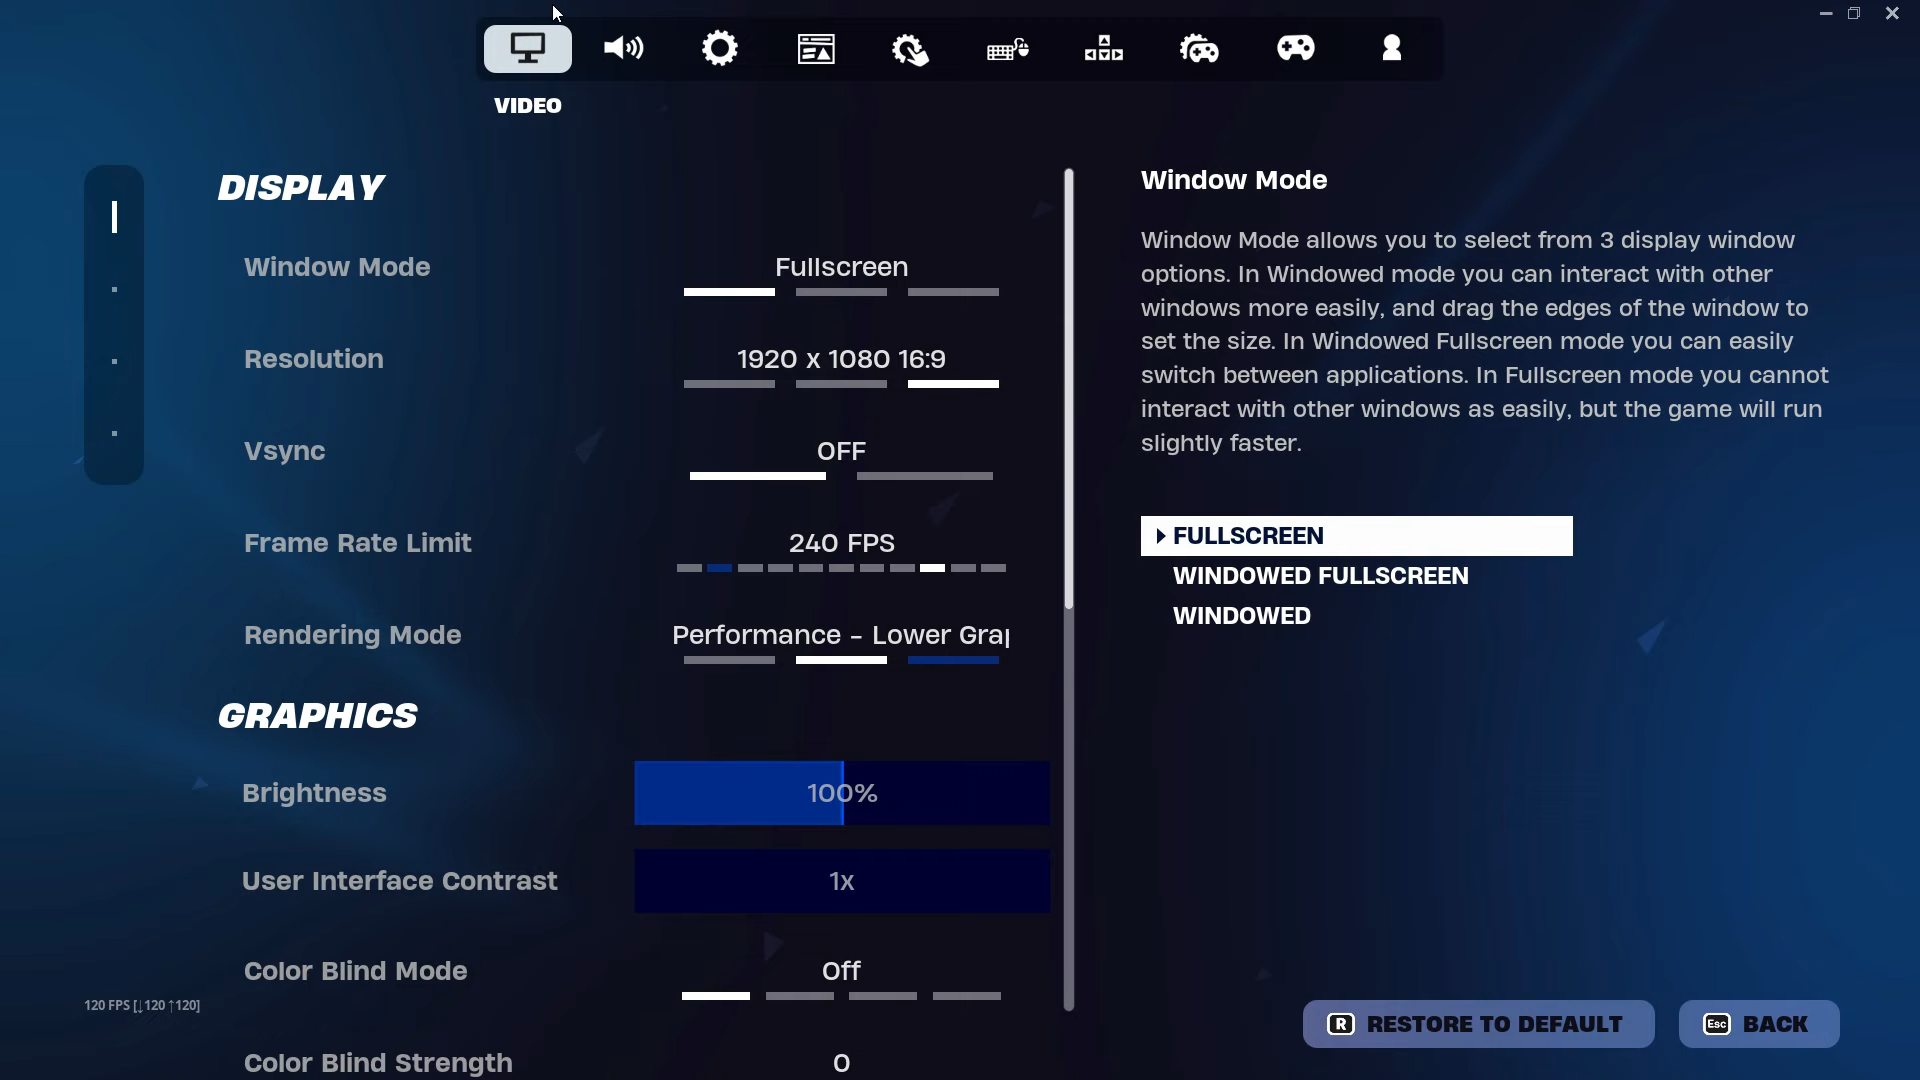 VIDEO
DISPLAY
Window Mode
Fullscreen
Resolution
1920 x 1080 16:9
Vsync
OFF
Frame Rate Limit
240 FPS
Rendering Mode
Performance - Lower Grap
GRAPHICS
Brightness
100%
User Interface Contrast
1x
Color Blind Mode
Off
Color Blind Strength
0
120 FPS [↓120 ↑120]
Window Mode
Window Mode allows you to select from 3 display window
options. In Windowed mode you can interact with other
windows more easily, and drag the edges of the window to
set the size. In Windowed Fullscreen mode you can easily
switch between applications. In Fullscreen mode you cannot
interact with other windows as easily, but the game will run
slightly faster.
FULLSCREEN
WINDOWED FULLSCREEN
WINDOWED
R RESTORE TO DEFAULT
Esc BACK